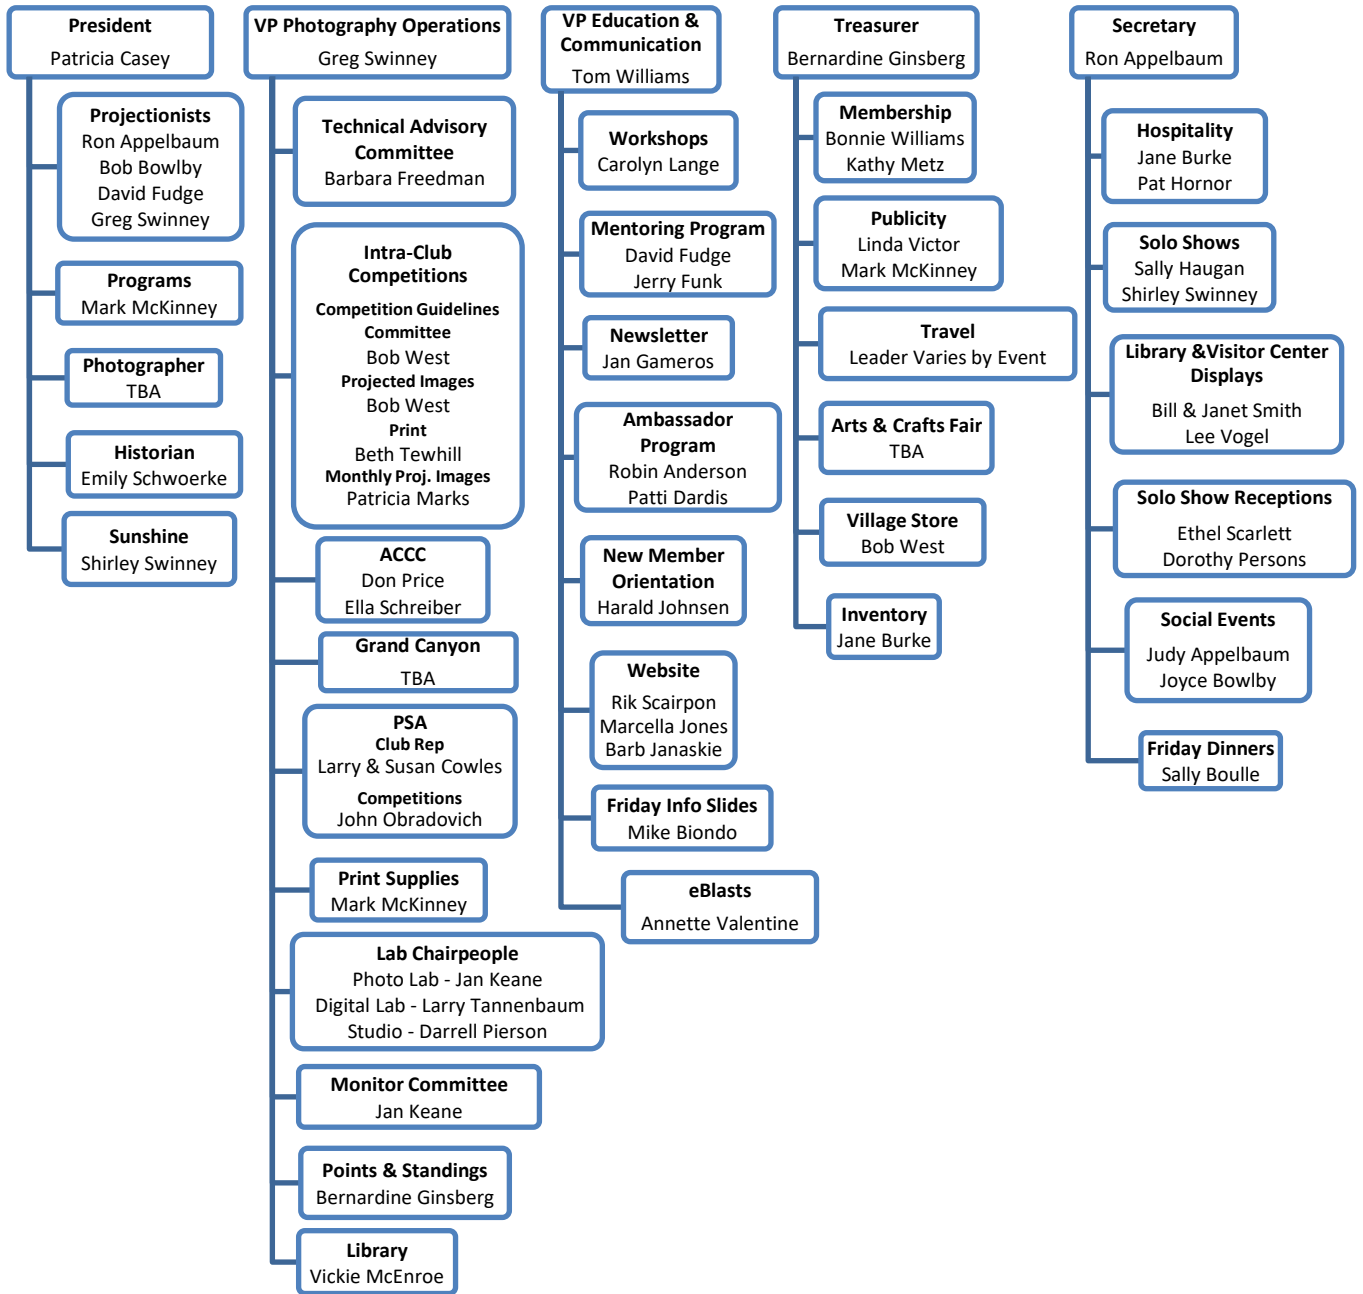 President
Patricia Casey
Projectionists
Ron Appelbaum
Bob Bowlby
David Fudge
Greg Swinney
Programs
Mark McKinney
Photographer
TBA
Historian
Emily Schwoerke
Sunshine
Shirley Swinney
VP Photography Operations
Greg Swinney
Technical Advisory
Committee
Barbara Freedman
Intra-Club
Competitions
Competition Guidelines
Committee
Bob West
Projected Images
Bob West
Print
Beth Tewhill
Monthly Proj. Images
Patricia Marks
ACCC
Don Price
Ella Schreiber
Grand Canyon
TBA
PSA
Club Rep
Larry & Susan Cowles
Competitions
John Obradovich
Print Supplies
Mark McKinney
Lab Chairpeople
Photo Lab - Jan Keane
Digital Lab - Larry Tannenbaum
Studio - Darrell Pierson
Monitor Committee
Jan Keane
Points & Standings
Bernardine Ginsberg
Library
Vickie McEnroe
VP Education &
Communication
Tom Williams
Workshops
Carolyn Lange
Mentoring Program
David Fudge
Jerry Funk
Newsletter
Jan Gameros
Ambassador
Program
Robin Anderson
Patti Dardis
New Member
Orientation
Harald Johnsen
Website
Rik Scairpon
Marcella Jones
Barb Janaskie
Friday Info Slides
Mike Biondo
eBlasts
Annette Valentine
Treasurer
Bernardine Ginsberg
Membership
Bonnie Williams
Kathy Metz
Publicity
Linda Victor
Mark McKinney
Travel
Leader Varies by Event
Arts & Crafts Fair
TBA
Village Store
Bob West
Inventory
Jane Burke
Secretary
Ron Appelbaum
Hospitality
Jane Burke
Pat Hornor
Solo Shows
Sally Haugan
Shirley Swinney
Library &Visitor Center
Displays
Bill & Janet Smith
Lee Vogel
Solo Show Receptions
Ethel Scarlett
Dorothy Persons
Social Events
Judy Appelbaum
Joyce Bowlby
Friday Dinners
Sally Boulle